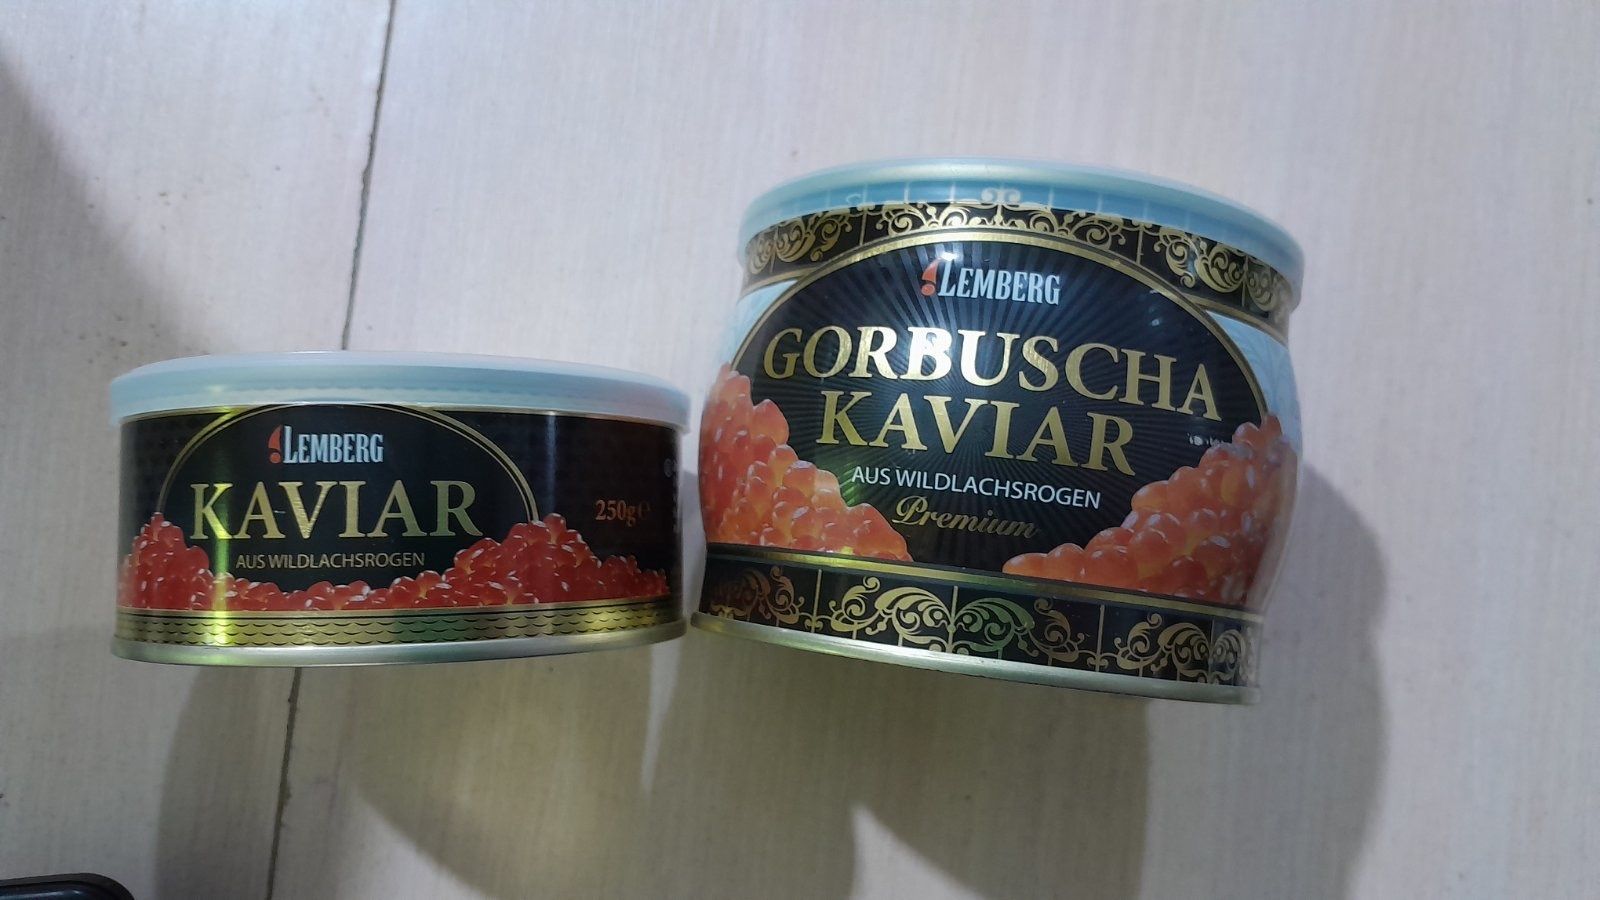 LEMBERG
KAVIAR
AUS WILDLACHSROGEN
250g e
LEMBERG
GORBUSCHA
KAVIAR
AUS WILDLACHSROGEN
Premium